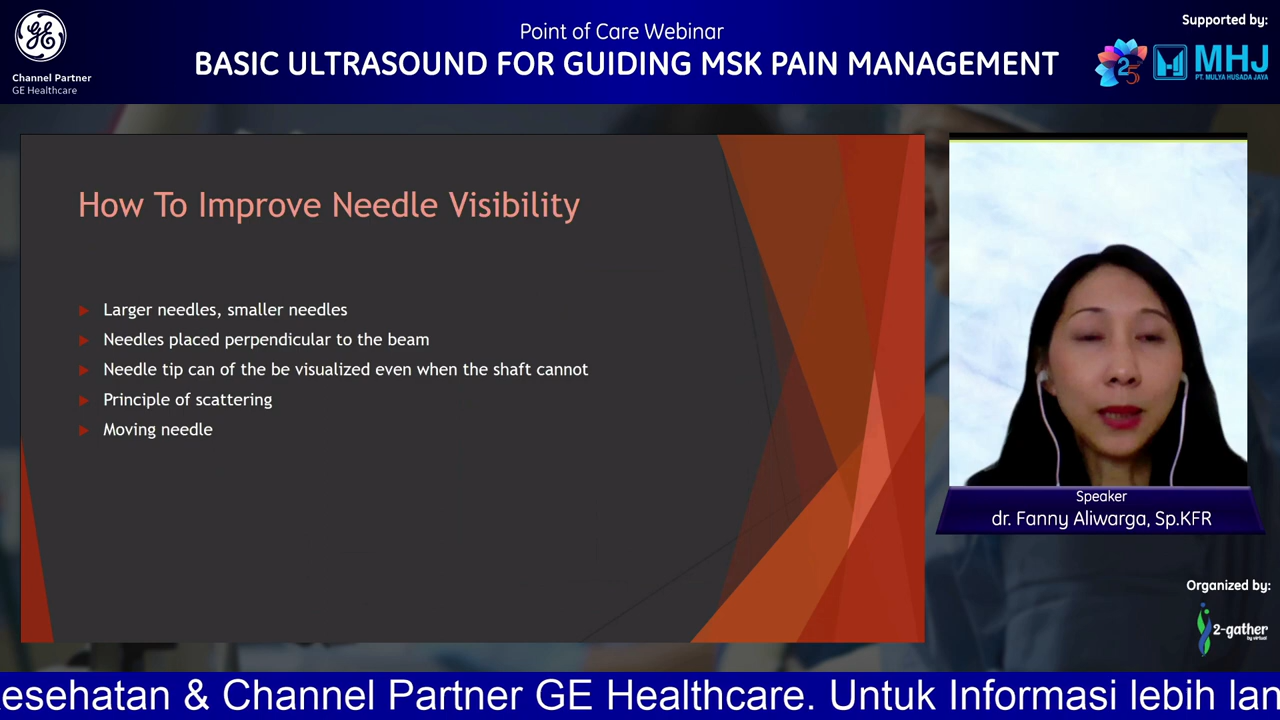 Point of Care Webinar
BASIC ULTRASOUND FOR GUIDING MSK PAIN MANAGEMENT
Channel Partner
GE Healthcare
Supported by:
25
MHJ
PT. MULYA HUSADA JAYA
How To Improve Needle Visibility
Larger needles, smaller needles
Needles placed perpendicular to the beam
Needle tip can of the be visualized even when the shaft cannot
Principle of scattering
Moving needle
Speaker
dr. Fanny Aliwarga, Sp.KFR
Organized by:
2-gather
by virtual
esehatan & Channel Partner GE Healthcare. Untuk Informasi lebih lan